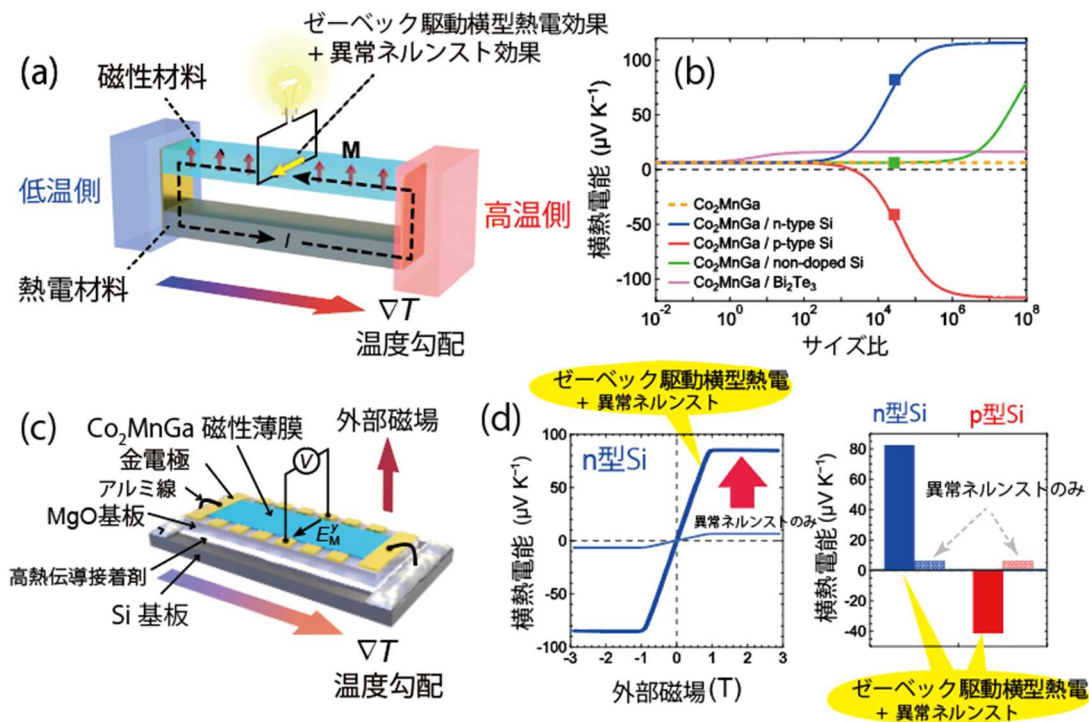 (a)
ゼーベック駆動横型熱電効果
+ 異常ネルンスト効果
磁性材料
M
低温側
高温側
I
熱電材料
∇T
温度勾配
(b)
横熱電能 (μV K⁻¹)
100
50
0
-50
-100
Co₂MnGa
Co₂MnGa / n-type Si
Co₂MnGa / p-type Si
Co₂MnGa / non-doped Si
Co₂MnGa / Bi₂Te₃
10⁻² 10⁰ 10² 10⁴ 10⁶ 10⁸
サイズ比
(c)
外部磁場
Co₂MnGa 磁性薄膜
金電極
アルミ線
MgO基板
高熱伝導接着剤
Si 基板
V
E_M^y
∇T
温度勾配
(d)
ゼーベック駆動横型熱電
+ 異常ネルンスト
n型Si
異常ネルンストのみ
横熱電能 (μV K⁻¹)
100
50
0
-50
-100
-3 -2 -1 0 1 2 3
外部磁場(T)
n型Si p型Si
異常ネルンストのみ
横熱電能 (μV K⁻¹)
80
60
40
20
0
-20
-40
ゼーベック駆動横型熱電
+ 異常ネルンスト